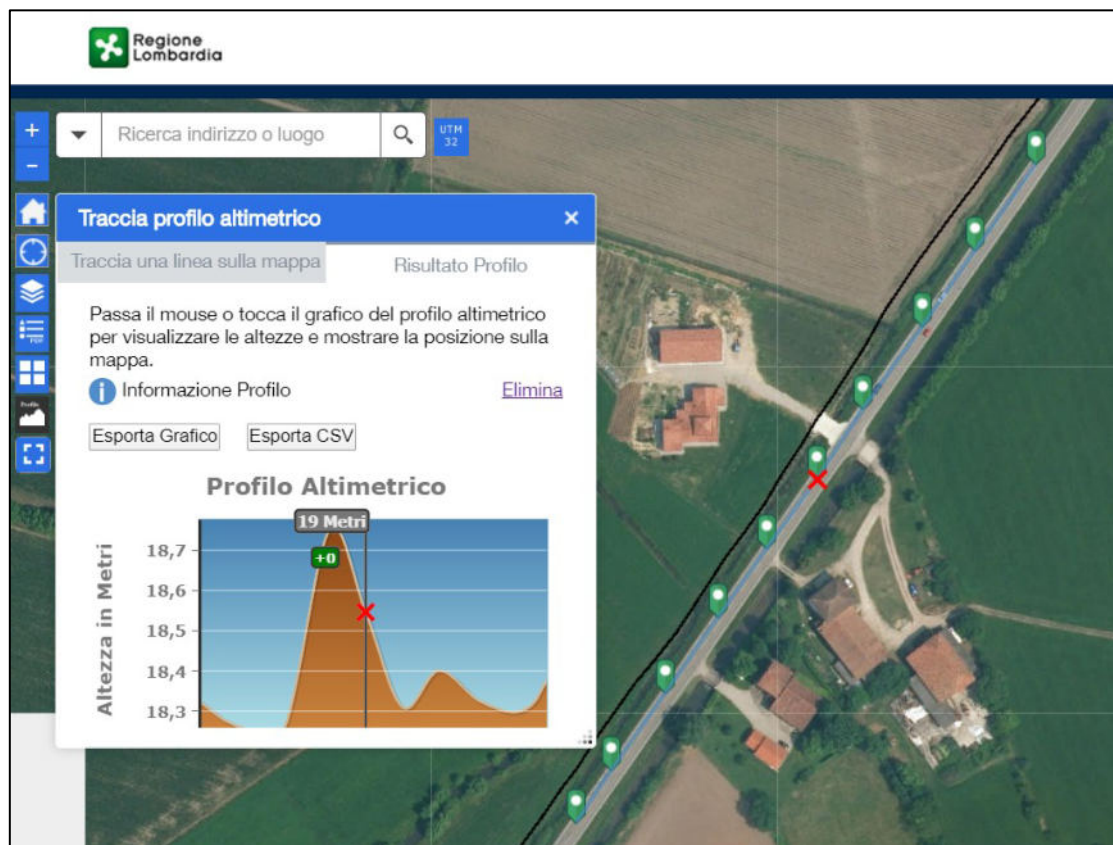 Regione
Lombardia
+
Ricerca indirizzo o luogo
UTM
32
−
Traccia profilo altimetrico
×
Traccia una linea sulla mappa
Risultato Profilo
Passa il mouse o tocca il grafico del profilo altimetrico
per visualizzare le altezze e mostrare la posizione sulla
mappa.
i Informazione Profilo
Elimina
PDF
Profilo
Esporta Grafico
Esporta CSV
Profilo Altimetrico
19 Metri
+0
Altezza in Metri
18,7
18,6
18,5
18,4
18,3